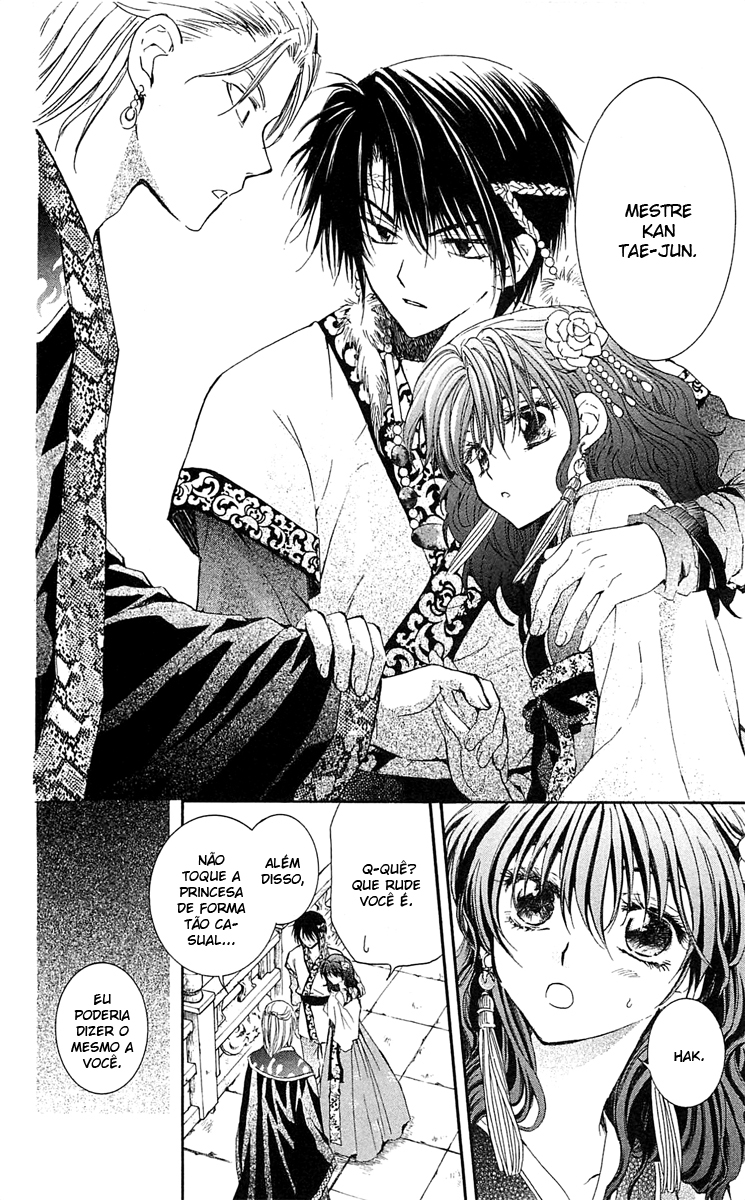 MESTRE
KAN
TAE-JUN.
HAK.
Q-QUÊ?
QUE RUDE
VOCÊ É.
ALÉM
DISSO,
NÃO
TOQUE A
PRINCESA
DE FORMA
TÃO CA-
SUAL...
EU
PODERIA
DIZER O
MESMO A
VOCÊ.